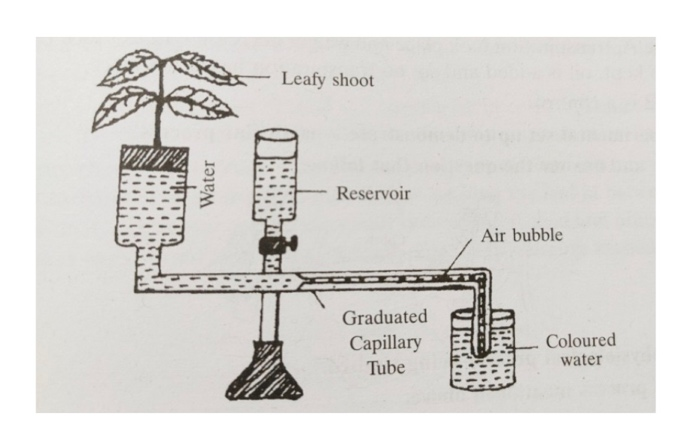 Leafy shoot
Water
Reservoir
Air bubble
Graduated
Capillary
Tube
Coloured
water